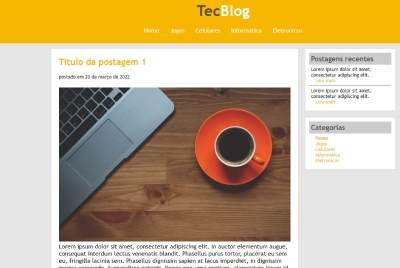 TecBlog
Home Jogos Celulares Informatica Eletronicos
Titulo da postagem 1
postado em 20 de março de 2022
Lorem ipsum dolor sit amet, consectetur adipiscing elit. In auctor elementum augue,
consequat interdum lectus venenatis blandit. Phasellus purus tortor, placerat eu sem
eu, fringilla lacinia sem. Phasellus dignissim sapien at lacus imperdiet, in dignissim
Postagens recentes
Lorem ipsum dolor sit amet,
consectetur adipiscing elit.
Leia mais
Lorem ipsum dolor sit amet,
consectetur adipiscing elit.
Leia mais
Categorias
Home
Jogos
Celulares
Informatica
Eletronicos